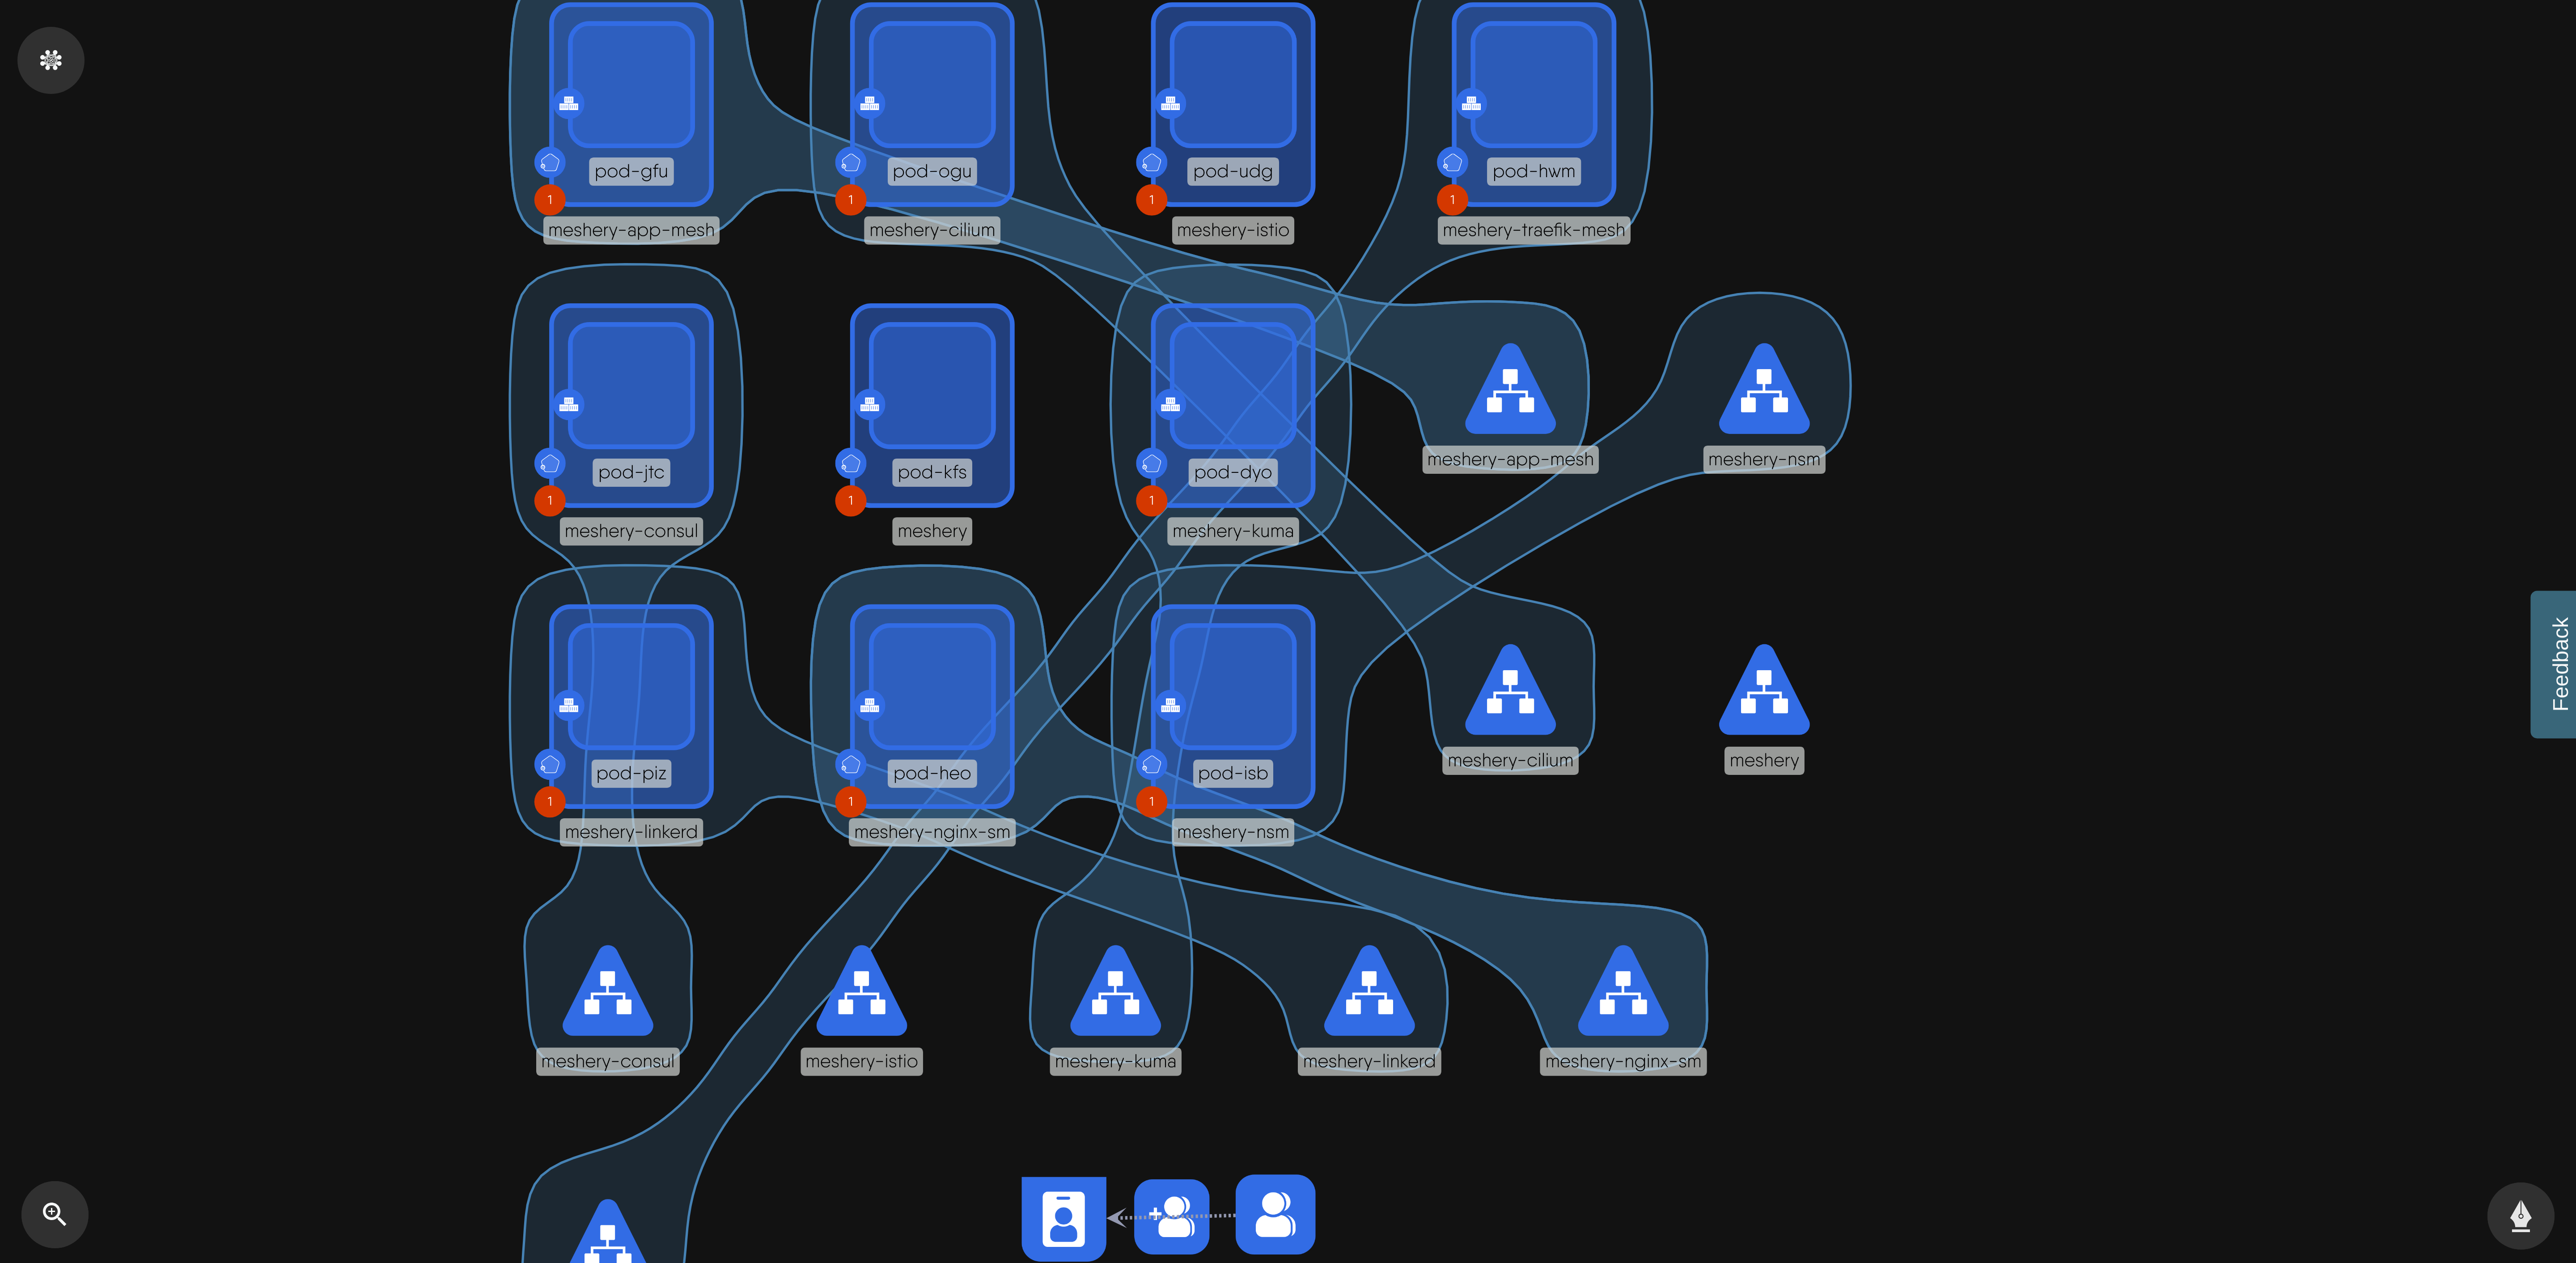 pod-gfu
pod-ogu
pod-udg
pod-hwm
1
1
1
1
meshery-app-mesh
meshery-cilium
meshery-istio
meshery-traefik-mesh
meshery-app-mesh
meshery-nsm
pod-jtc
pod-kfs
pod-dyo
1
1
1
meshery-consul
meshery
meshery-kuma
Feedback
meshery-cilium
meshery
pod-piz
pod-heo
pod-isb
1
1
1
meshery-linkerd
meshery-nginx-sm
meshery-nsm
meshery-consul
meshery-istio
meshery-kuma
meshery-linkerd
meshery-nginx-sm